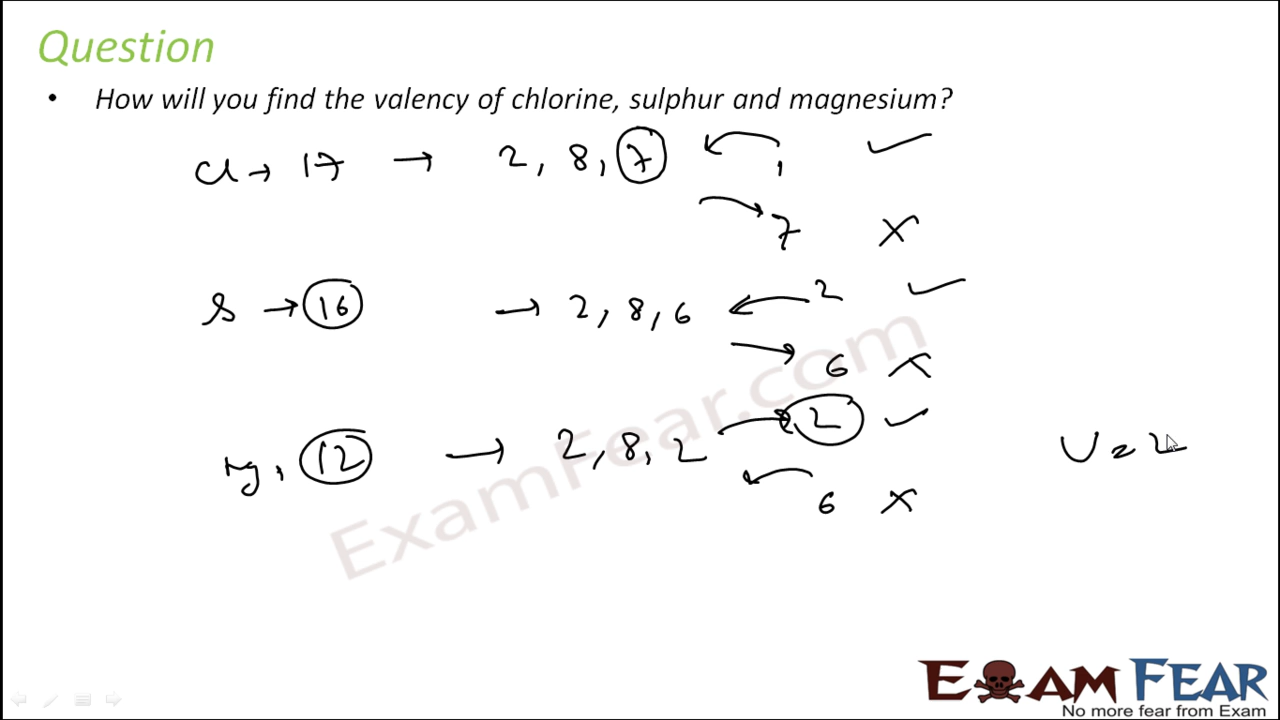 Question
• How will you find the valency of chlorine, sulphur and magnesium?
Cl → 17 → 2, 8, 7 ← 1 ✓
→ 7 ×
S → 16 → 2, 8, 6 ← 2 ✓
→ 6 ×
Mg, 12 → 2, 8, 2 → 2 ✓
V = 2
← 6 ×
ExamFear.com
EXAM FEAR
No more fear from Exam